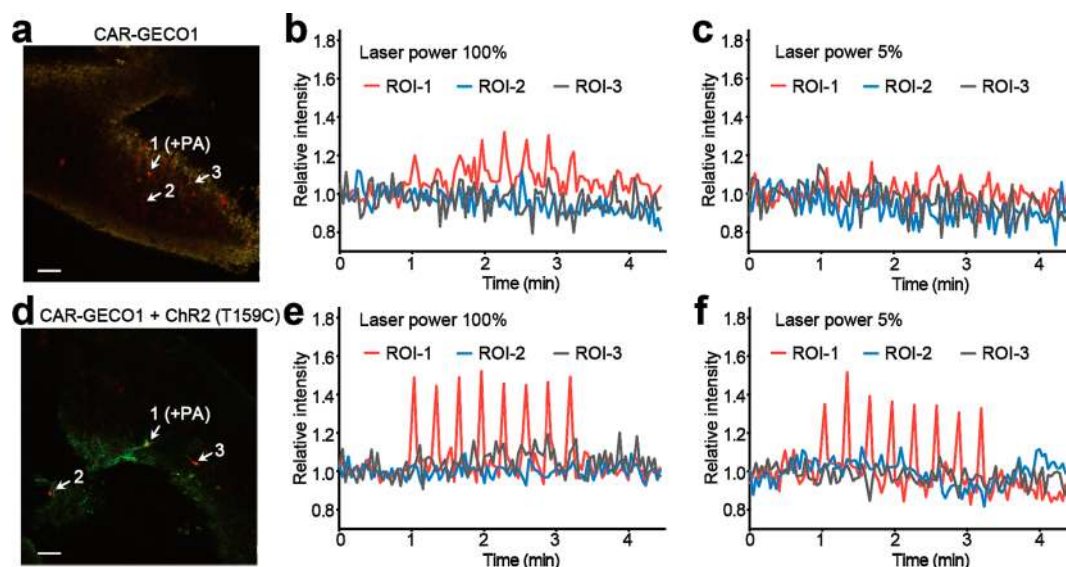 a
CAR-GECO1
1 (+PA)
2
3
b
Laser power 100%
ROI-1 ROI-2 ROI-3
Relative intensity
1.8
1.6
1.4
1.2
1.0
0.8
0 1 2 3 4
Time (min)
c
Laser power 5%
ROI-1 ROI-2 ROI-3
Relative intensity
1.8
1.6
1.4
1.2
1.0
0.8
0 1 2 3 4
Time (min)
d
CAR-GECO1 + ChR2 (T159C)
1 (+PA)
3
2
e
Laser power 100%
ROI-1 ROI-2 ROI-3
Relative intensity
1.8
1.6
1.4
1.2
1.0
0.8
0 1 2 3 4
Time (min)
f
Laser power 5%
ROI-1 ROI-2 ROI-3
Relative intensity
1.8
1.6
1.4
1.2
1.0
0.8
0 1 2 3 4
Time (min)